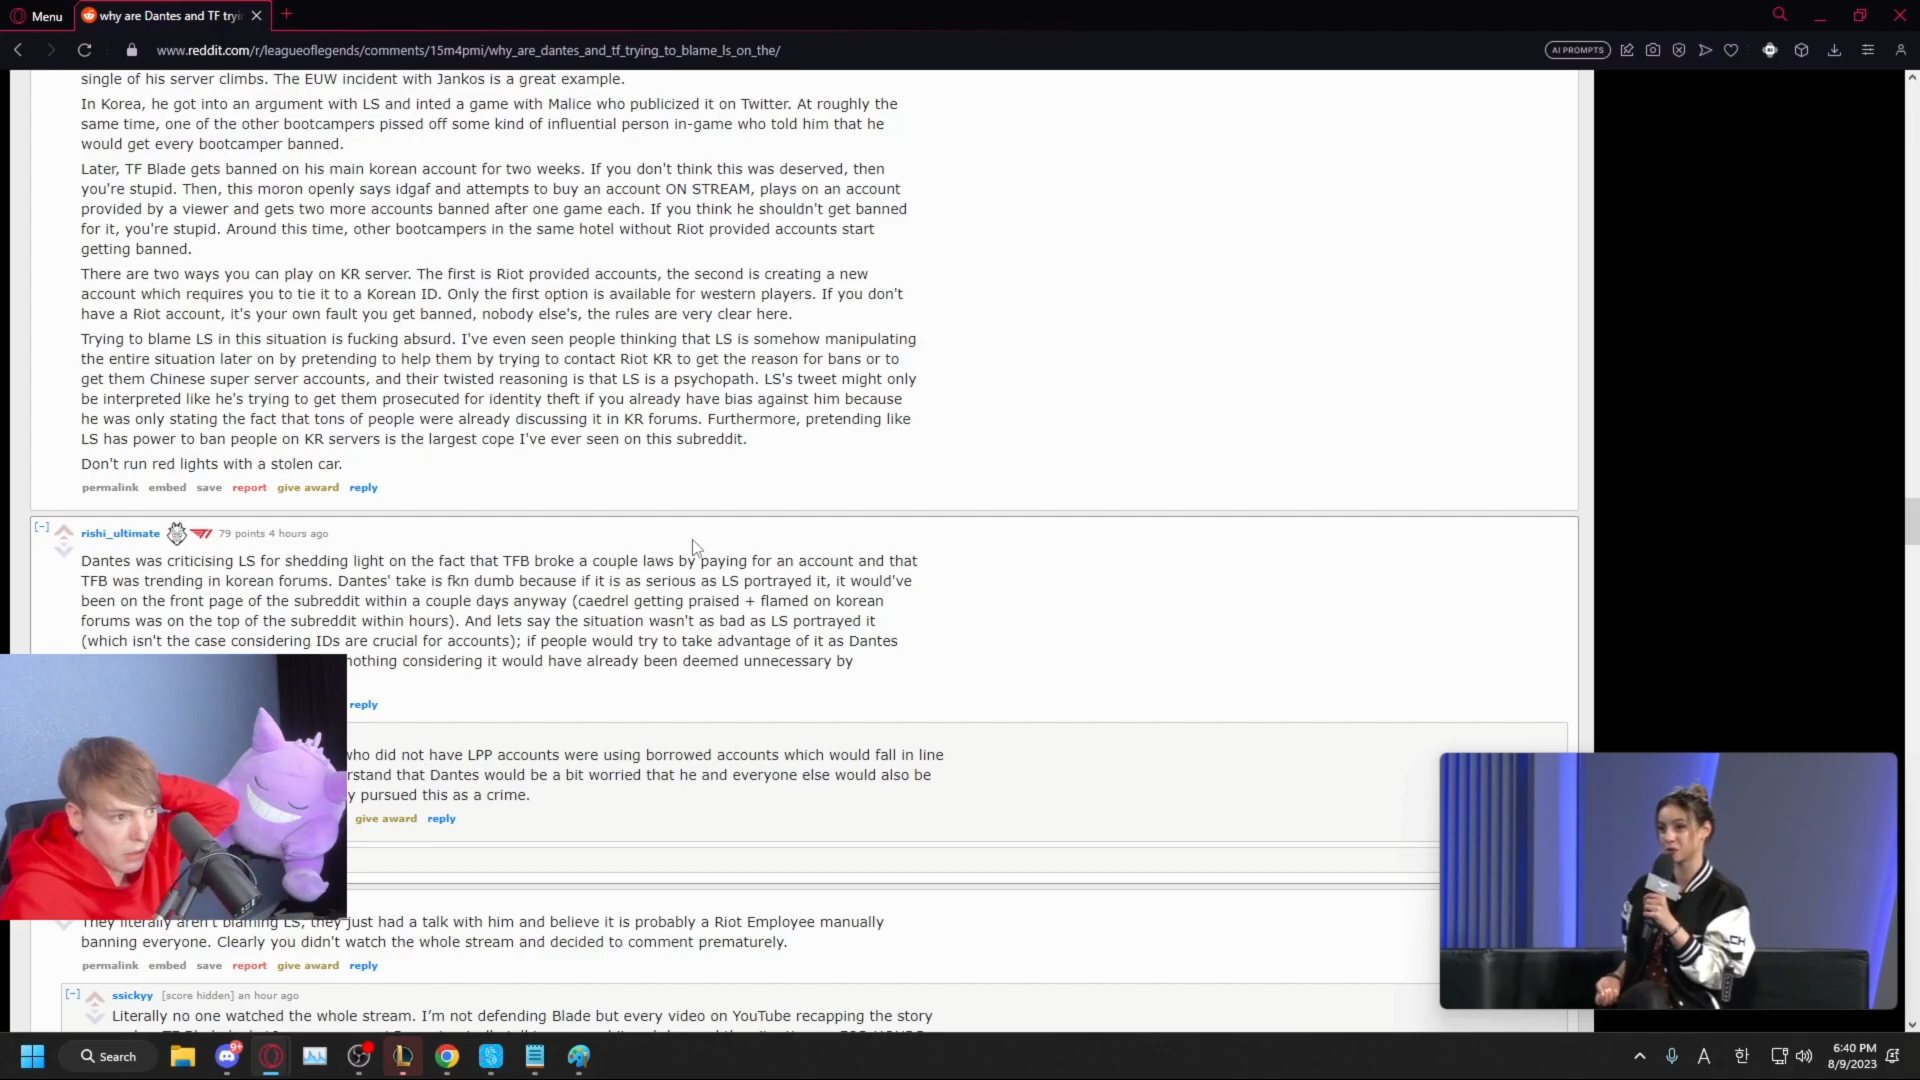 Menu
why are Dantes and TF tryi
www.reddit.com/r/leagueoflegends/comments/15m4pmi/why_are_dantes_and_tf_trying_to_blame_ls_on_the/
AI PROMPTS
single of his server climbs. The EUW incident with Jankos is a great example.
In Korea, he got into an argument with LS and inted a game with Malice who publicized it on Twitter. At roughly the
same time, one of the other bootcampers pissed off some kind of influential person in-game who told him that he
would get every bootcamper banned.
Later, TF Blade gets banned on his main korean account for two weeks. If you don't think this was deserved, then
you're stupid. Then, this moron openly says idgaf and attempts to buy an account ON STREAM, plays on an account
provided by a viewer and gets two more accounts banned after one game each. If you think he shouldn't get banned
for it, you're stupid. Around this time, other bootcampers in the same hotel without Riot provided accounts start
getting banned.
There are two ways you can play on KR server. The first is Riot provided accounts, the second is creating a new
account which requires you to tie it to a Korean ID. Only the first option is available for western players. If you don't
have a Riot account, it's your own fault you get banned, nobody else's, the rules are very clear here.
Trying to blame LS in this situation is fucking absurd. I've even seen people thinking that LS is somehow manipulating
the entire situation later on by pretending to help them by trying to contact Riot KR to get the reason for bans or to
get them Chinese super server accounts, and their twisted reasoning is that LS is a psychopath. LS's tweet might only
be interpreted like he's trying to get them prosecuted for identity theft if you already have bias against him because
he was only stating the fact that tons of people were already discussing it in KR forums. Furthermore, pretending like
LS has power to ban people on KR servers is the largest cope I've ever seen on this subreddit.
Don't run red lights with a stolen car.
permalink embed save report give award reply
[-] rishi_ultimate 79 points 4 hours ago
Dantes was criticising LS for shedding light on the fact that TFB broke a couple laws by paying for an account and that
TFB was trending in korean forums. Dantes' take is fkn dumb because if it is as serious as LS portrayed it, it would've
been on the front page of the subreddit within a couple days anyway (caedrel getting praised + flamed on korean
forums was on the top of the subreddit within hours). And lets say the situation wasn't as bad as LS portrayed it
(which isn't the case considering IDs are crucial for accounts); if people would try to take advantage of it as Dantes
nothing considering it would have already been deemed unnecessary by
reply
who did not have LPP accounts were using borrowed accounts which would fall in line
rstand that Dantes would be a bit worried that he and everyone else would also be
y pursued this as a crime.
give award reply
They literally aren't blaming LS, they just had a talk with him and believe it is probably a Riot Employee manually
banning everyone. Clearly you didn't watch the whole stream and decided to comment prematurely.
permalink embed save report give award reply
[-] ssickyy [score hidden] an hour ago
Literally no one watched the whole stream. I'm not defending Blade but every video on YouTube recapping the story
Search
9+
A
한
6:40 PM
8/9/2023